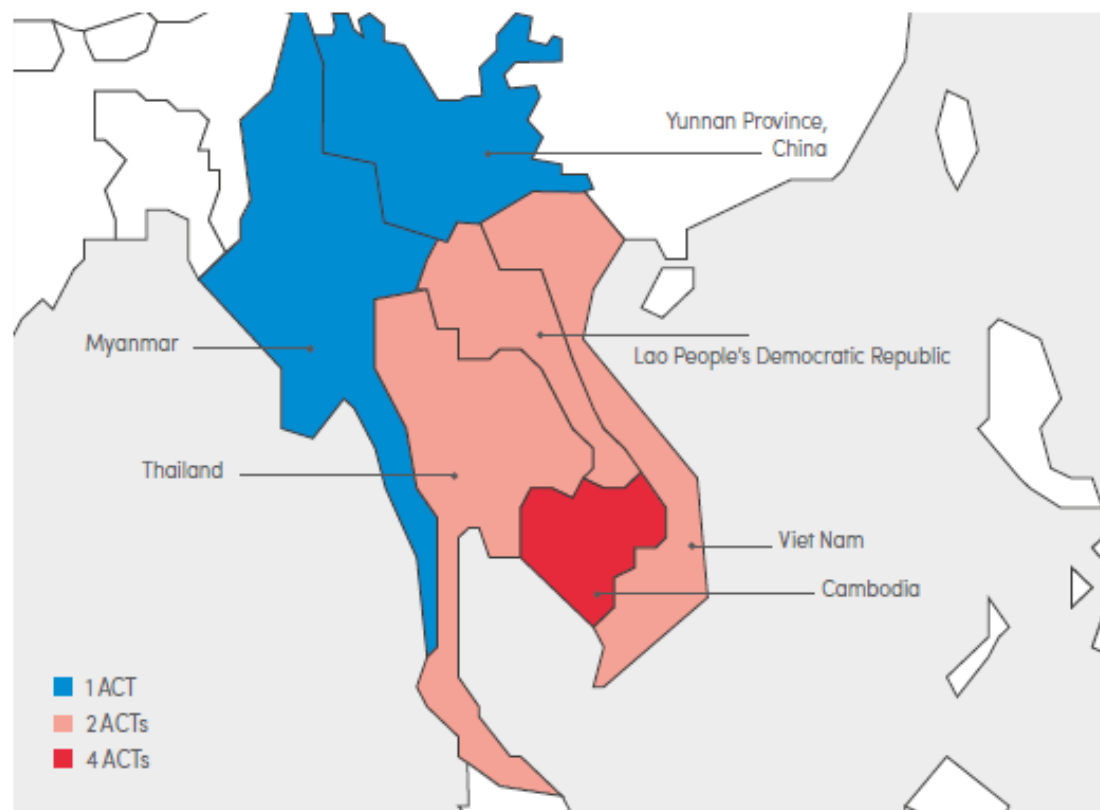 Yunnan Province,
China
Myanmar
Lao People's Democratic Republic
Thailand
Viet Nam
Cambodia
1 ACT
2 ACTs
4 ACTs